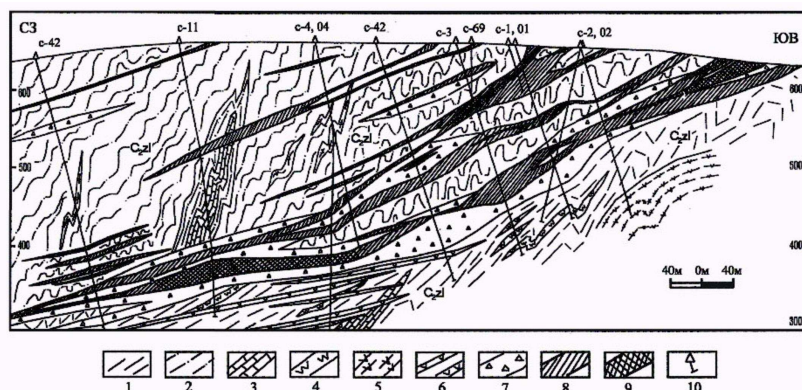 СЗ с-42 с-11 с-4, 04 с-42 с-3 с-69 с-1, 01 с-2, 02 ЮВ
600 600
C₂zl C₂zl C₂zl
500 500
400 400
40м 0м 40м
C₂zl
300
1 2 3 4 5 6 7 8 9 10